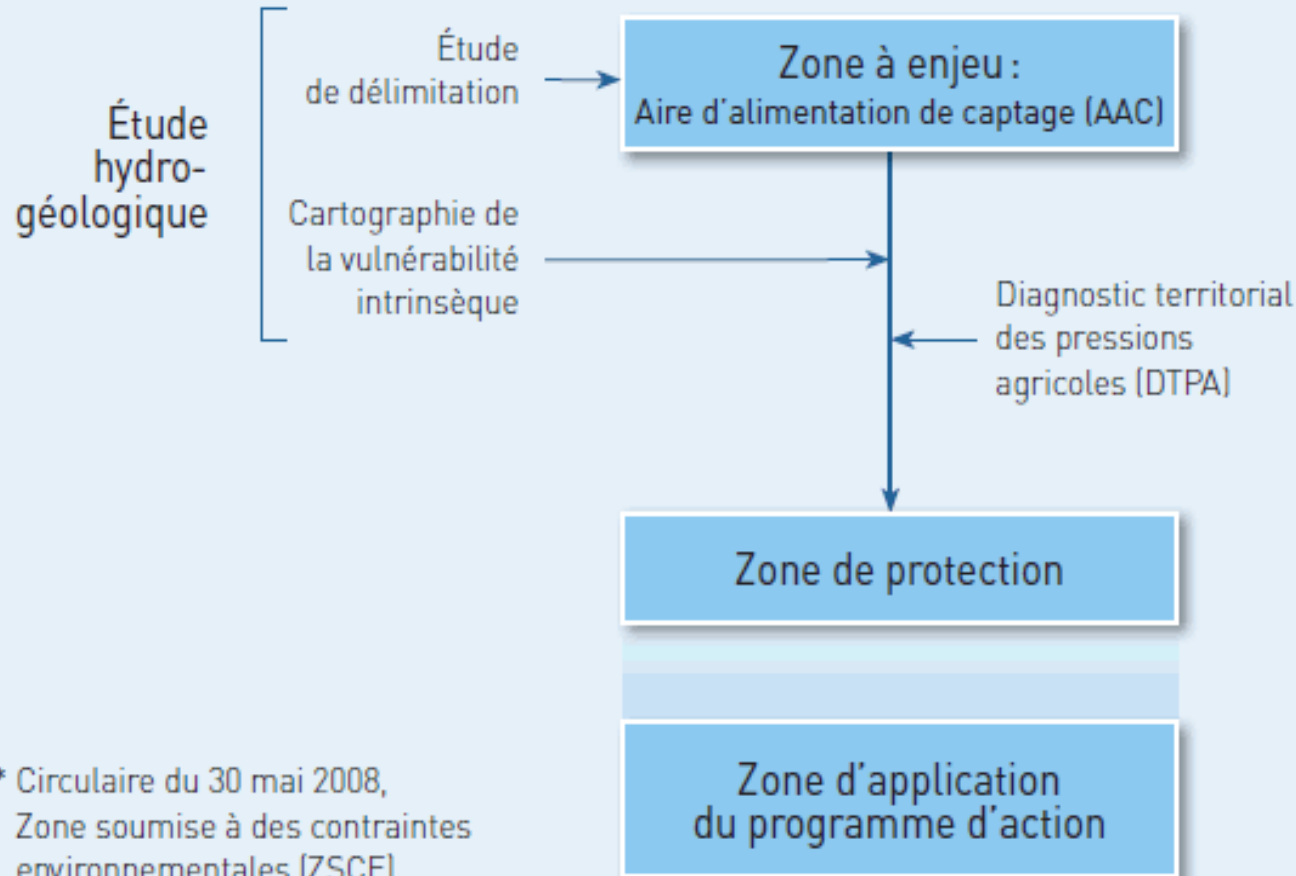 Étude
hydro-
géologique
Étude
de délimitation
Cartographie de
la vulnérabilité
intrinsèque
Zone à enjeu :
Aire d'alimentation de captage (AAC)
Diagnostic territorial
des pressions
agricoles (DTPA)
Zone de protection
Zone d'application
du programme d'action
* Circulaire du 30 mai 2008,
Zone soumise à des contraintes
environnementales (ZSCE)